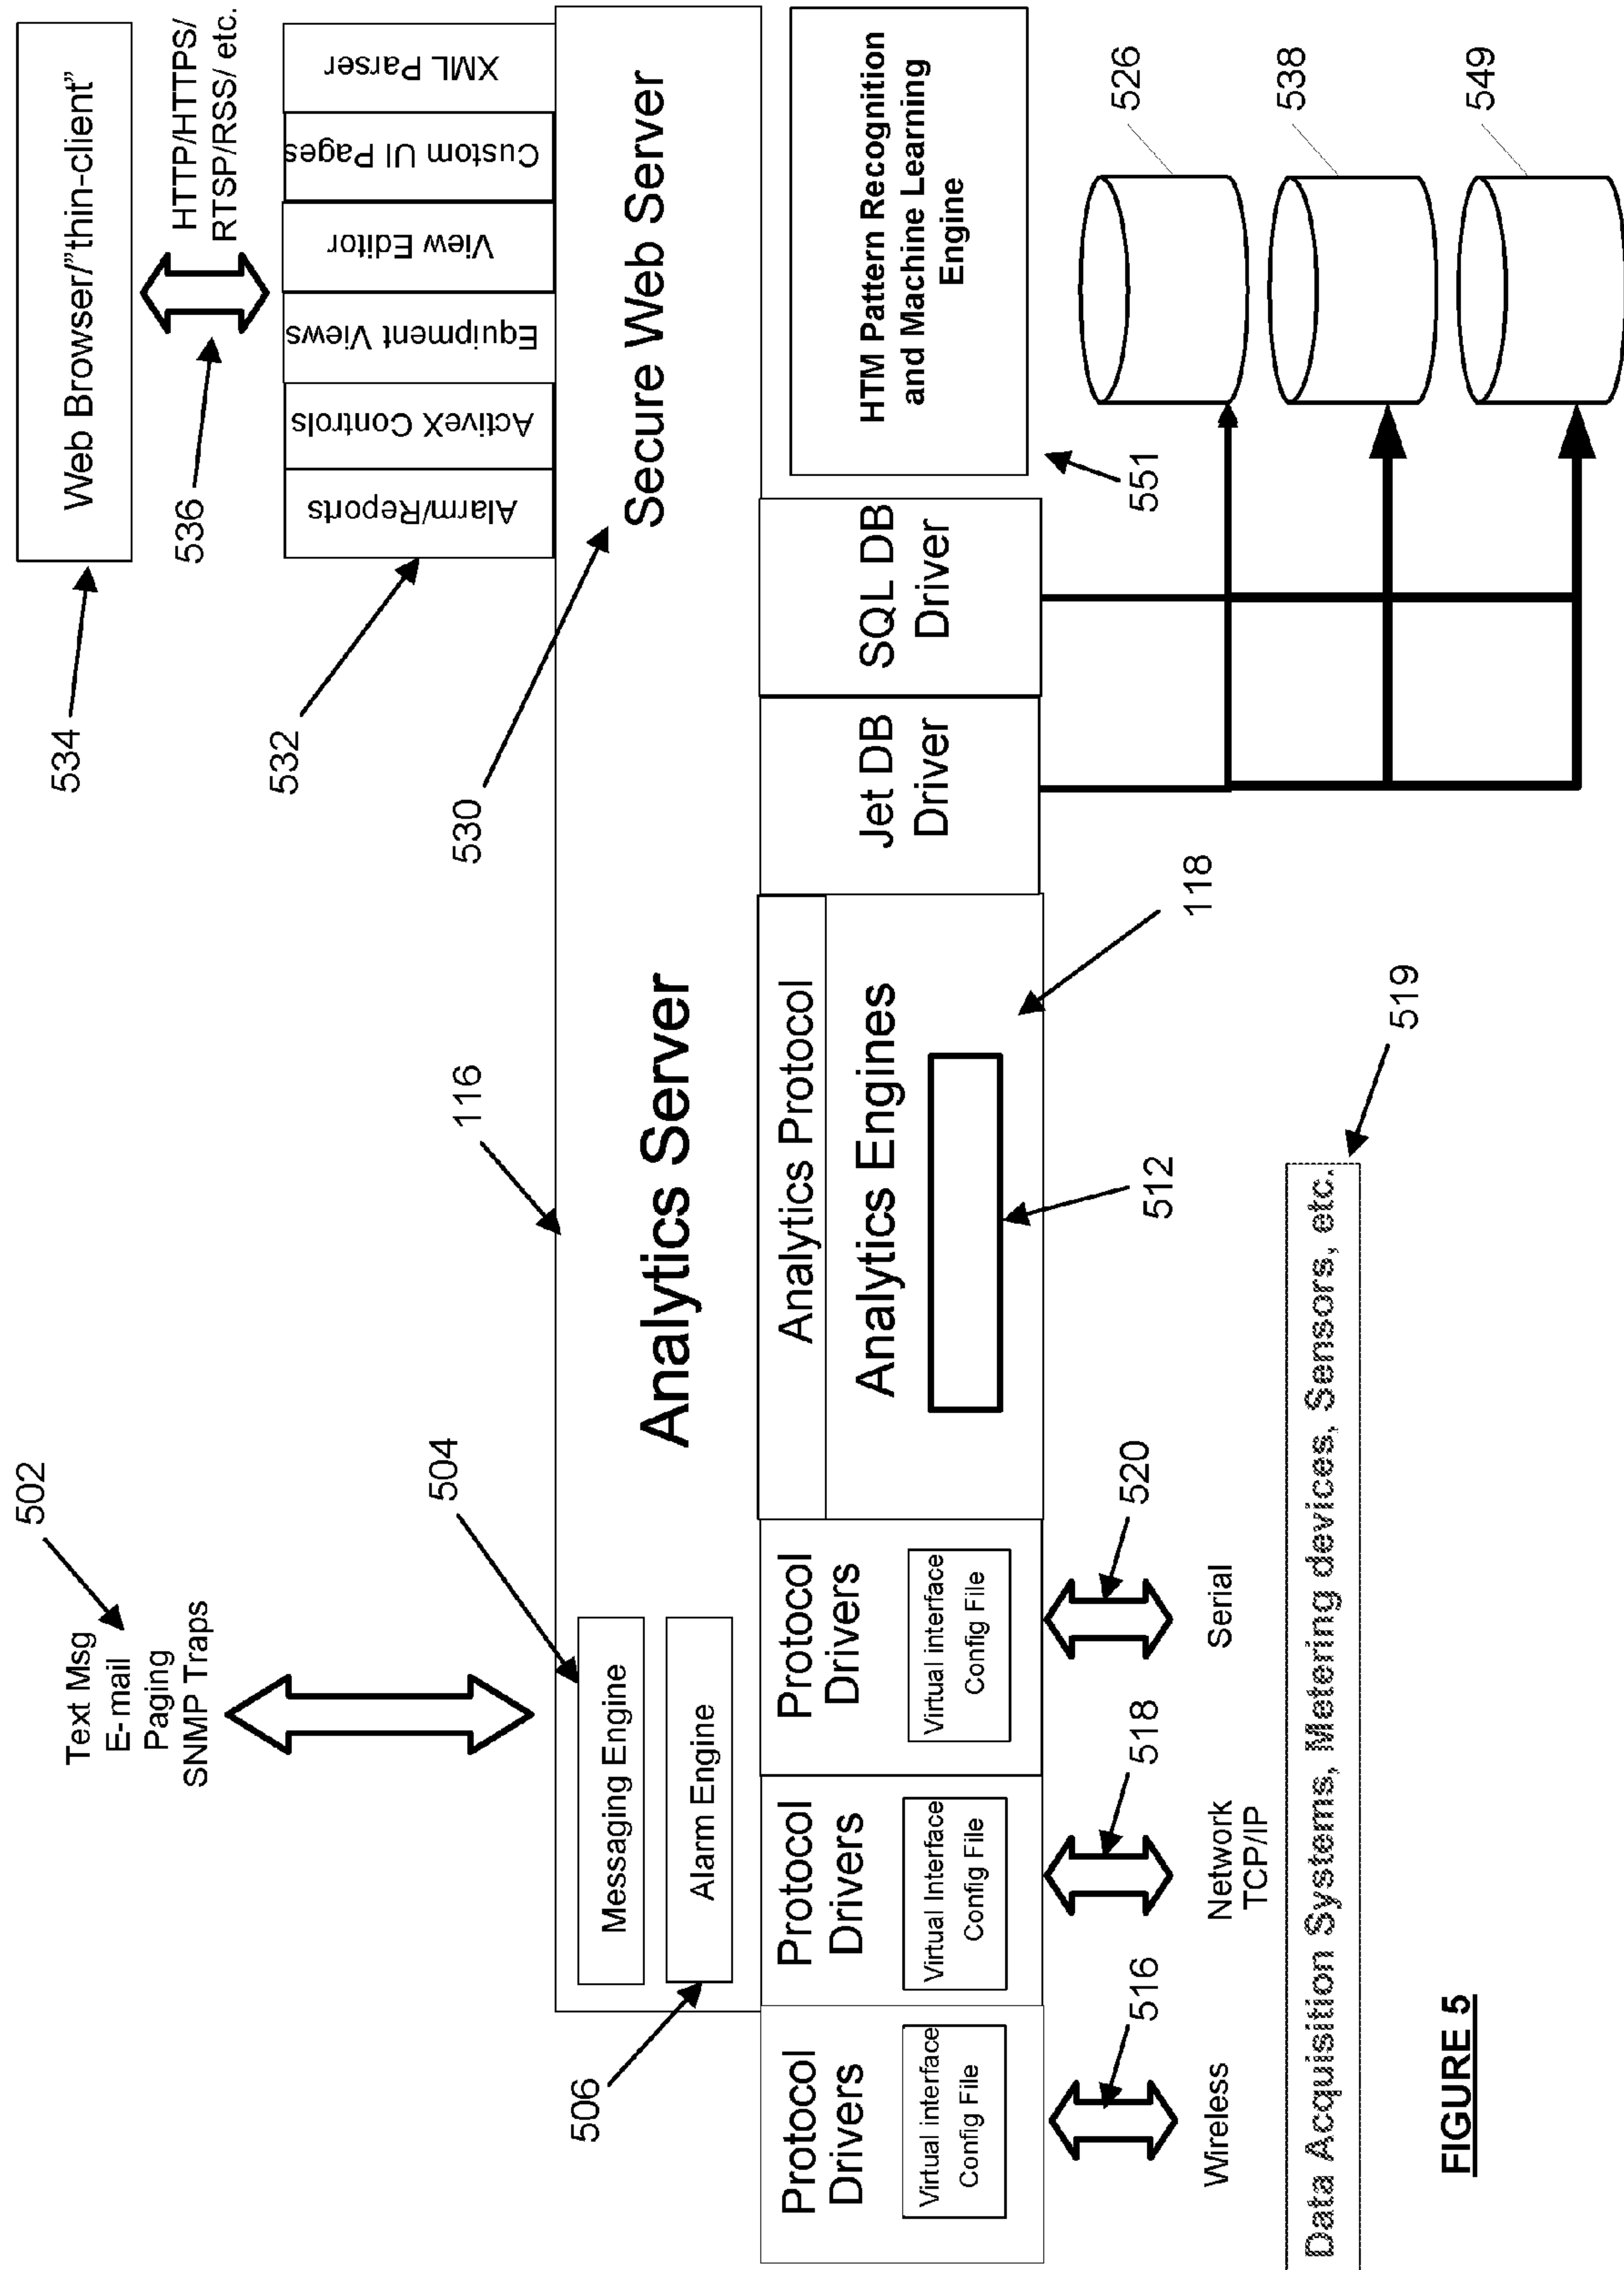 502
Text Msg
E-mail
Paging
SNMP Traps
534
Web Browser/"thin-client"
536
HTTP/HTTPS/
RTSP/RSS/ etc.
532
Alarm/Reports
ActiveX Controls
Equipment Views
View Editor
Custom UI Pages
XML Parser
504
116
530
Messaging Engine
Alarm Engine
506
Analytics Server
Secure Web Server
Protocol
Drivers
Virtual interface
Config File
Protocol
Drivers
Virtual Interface
Config File
Protocol
Drivers
Virtual interface
Config File
Analytics Protocol
Analytics Engines
118
512
Jet DB
Driver
SQL DB
Driver
HTM Pattern Recognition
and Machine Learning
Engine
551
516
518
520
Wireless
Network
TCP/IP
Serial
526
538
549
519
Data Acquisition Systems, Metering devices, Sensors, etc.
FIGURE 5